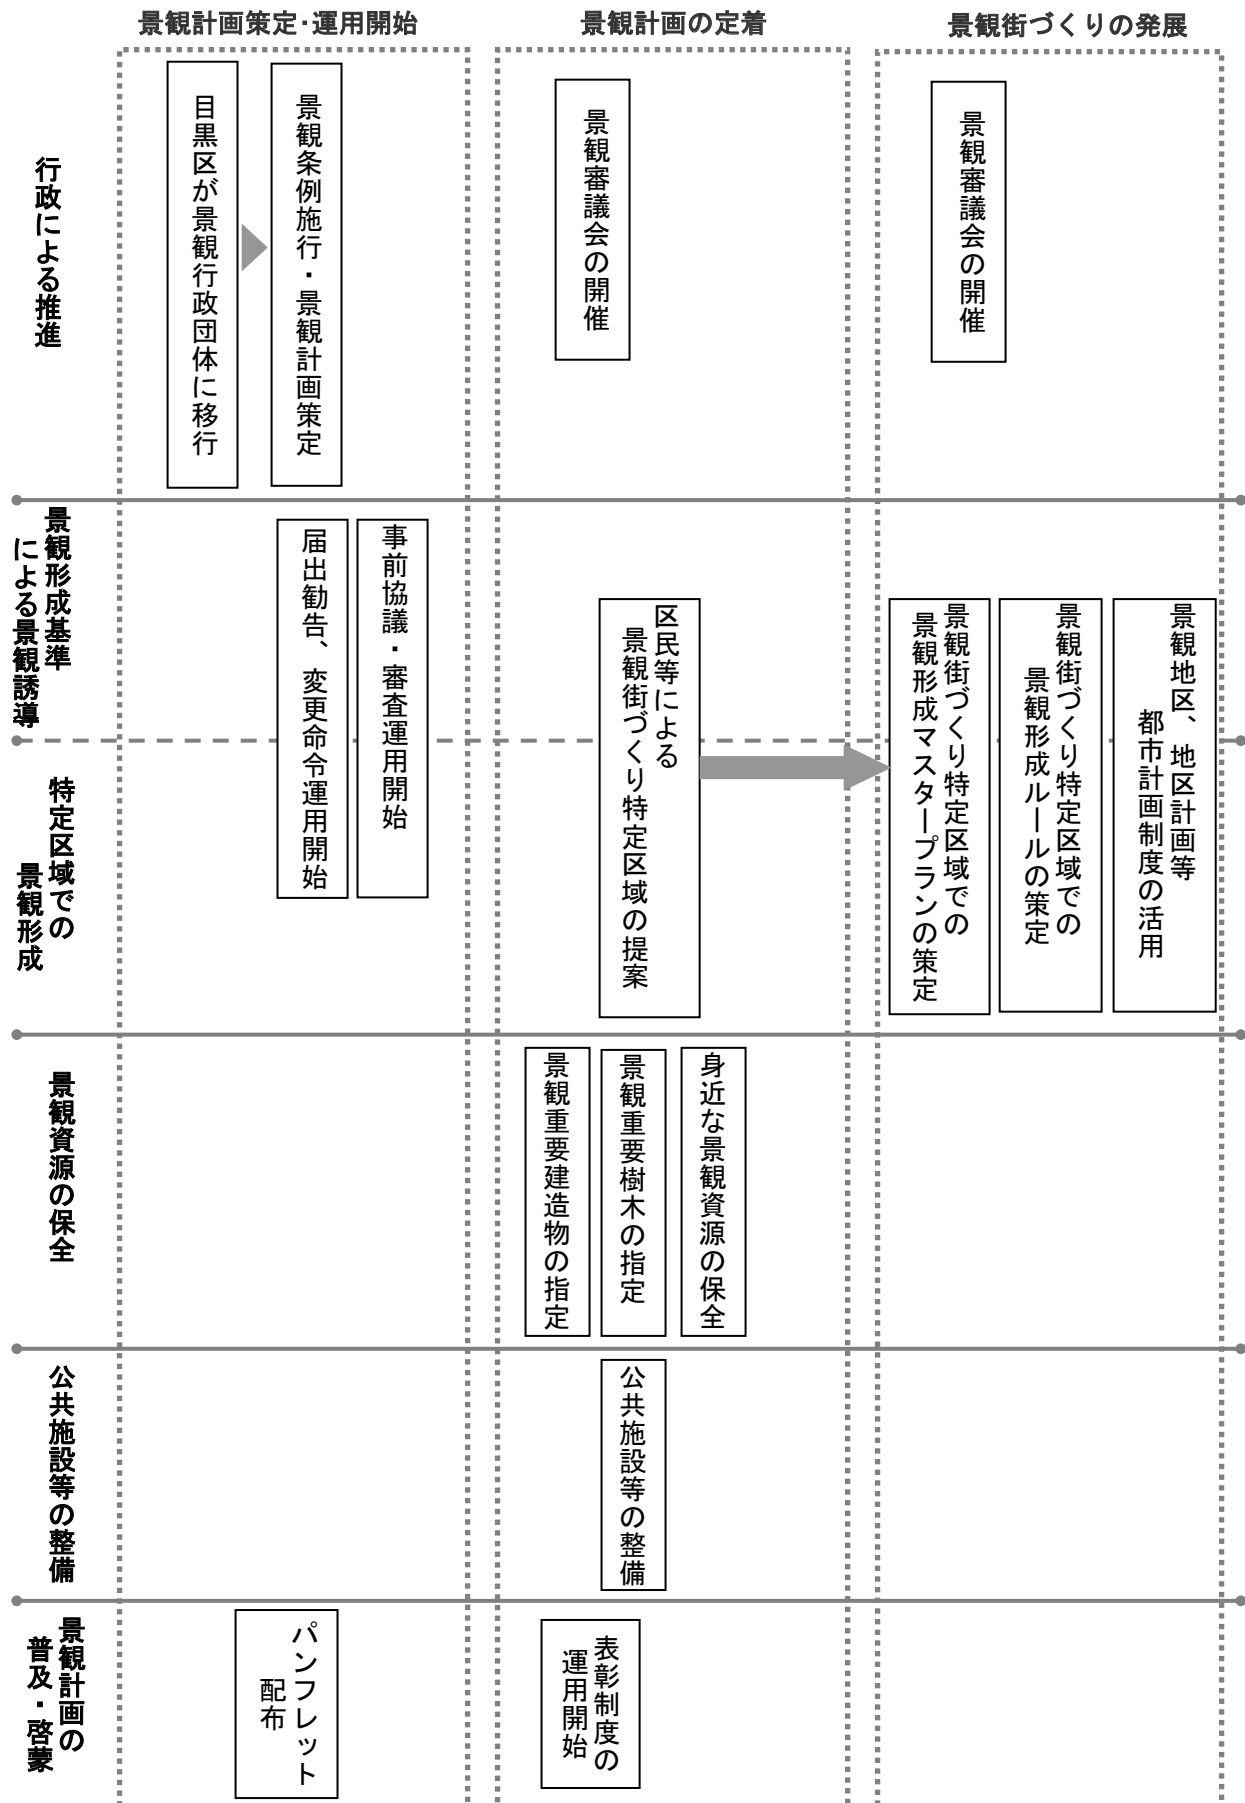 景観計画策定・運用開始
景観計画の定着
景観街づくりの発展
行政による推進
目黒区が景観行政団体に移行
景観条例施行・景観計画策定
景観審議会の開催
景観審議会の開催
景観形成基準
による景観誘導
特定区域での
景観形成
届出勧告、変更命令運用開始
事前協議・審査運用開始
区民等による
景観街づくり特定区域の提案
景観街づくり特定区域での
景観形成マスタープランの策定
景観街づくり特定区域での
景観形成ルールの策定
景観地区、地区計画等
都市計画制度の活用
景観資源の保全
景観重要建造物の指定
景観重要樹木の指定
身近な景観資源の保全
公共施設等の整備
公共施設等の整備
景観計画の
普及・啓蒙
パンフレット
配布
表彰制度の
運用開始